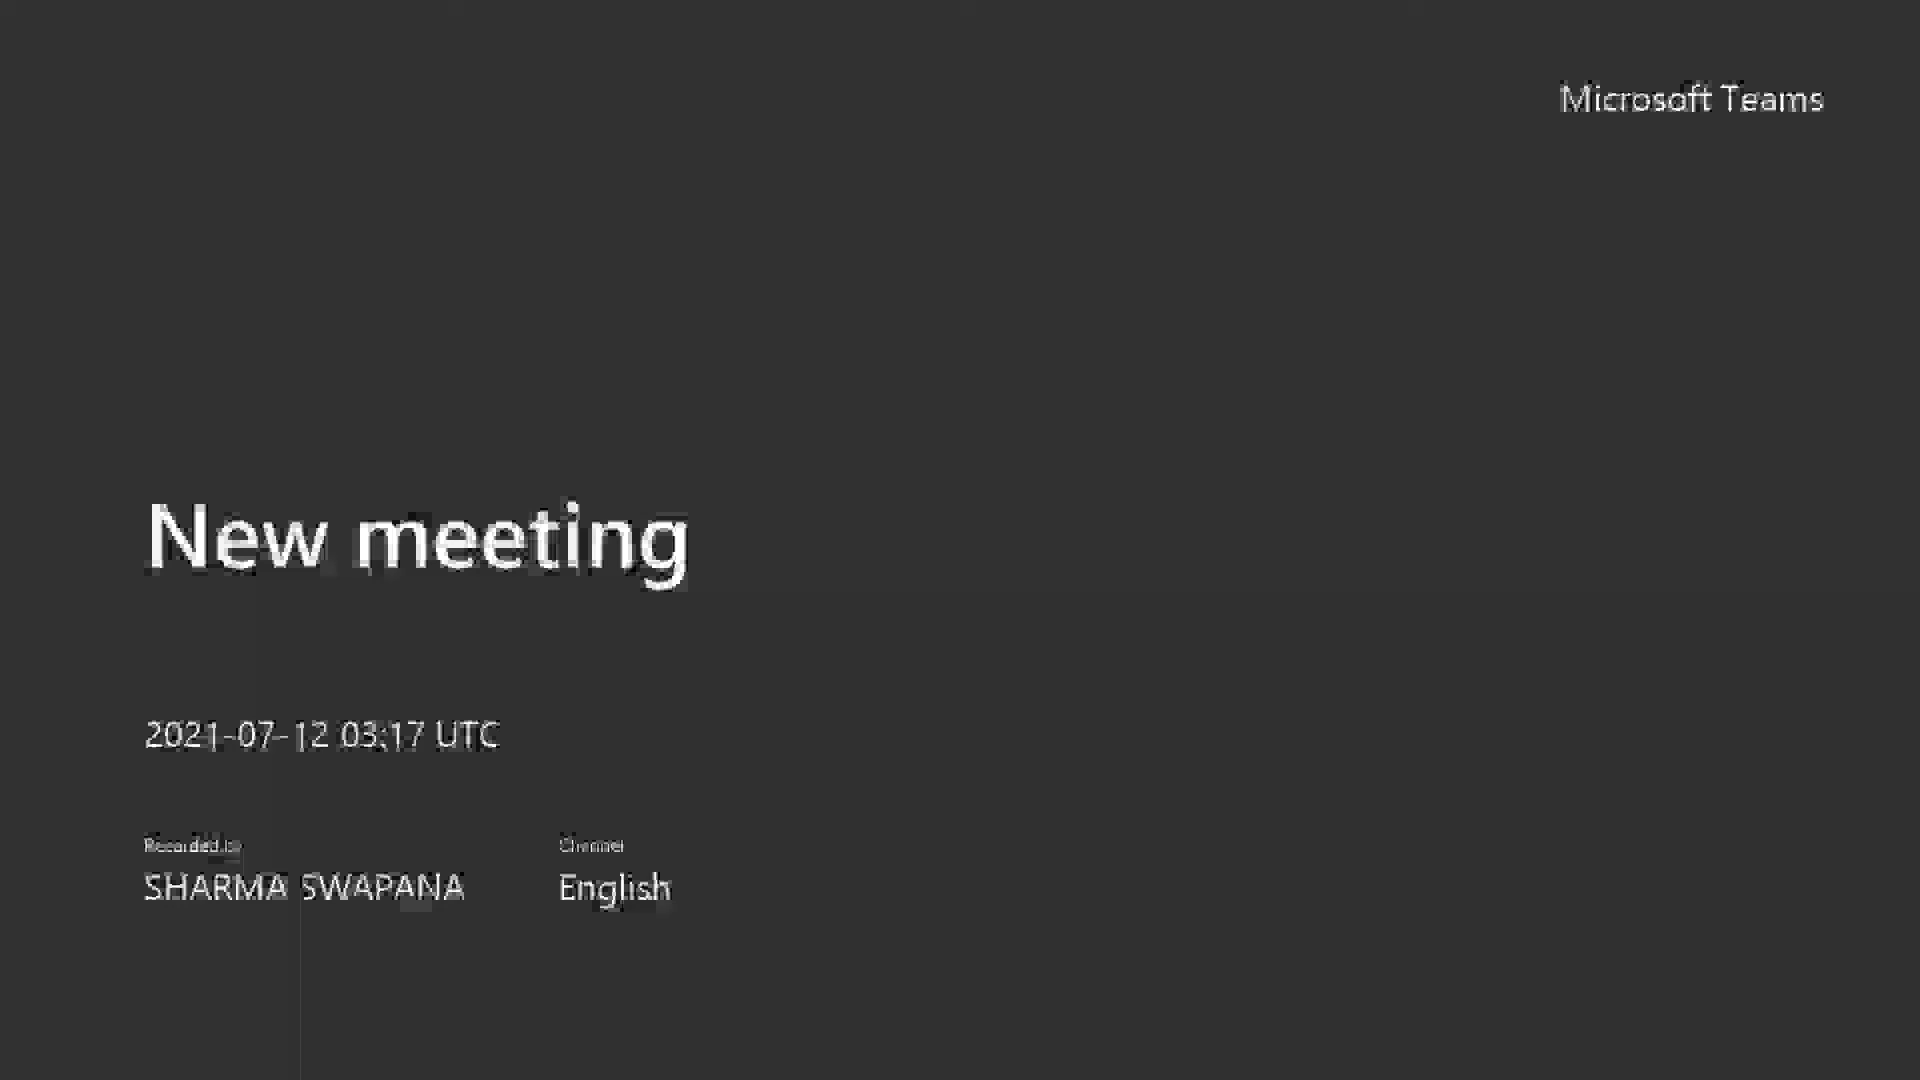 Microsoft Teams
New meeting
2021-07-12 03:17 UTC
Recorded by
Channel
SHARMA SWAPANA
English